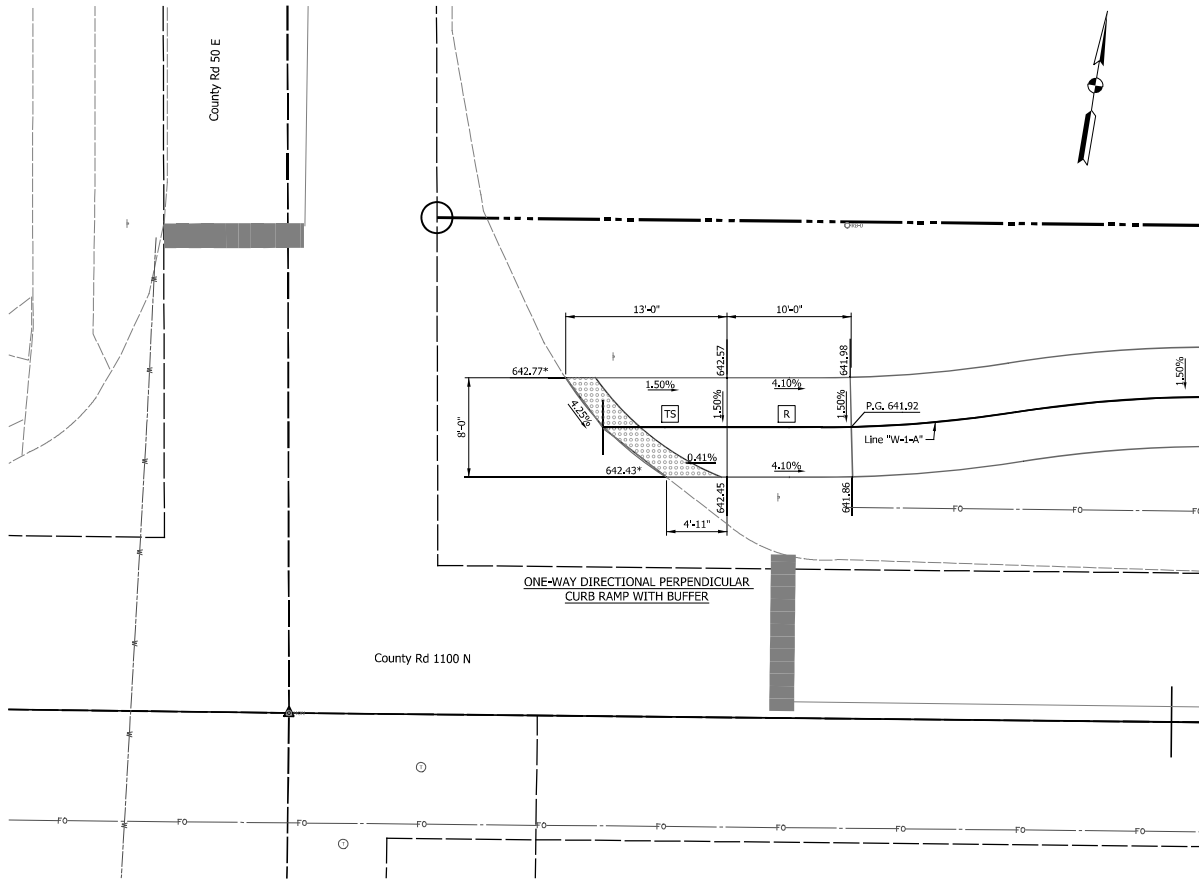 County Rd 50 E
13'-0"
10'-0"
642.57
641.98
642.77*
1.50%
4.10%
1.50%
1.50%
1.50%
4.25%
TS
R
P.G. 641.92
Line "W-1-A"
8'-0"
0.41%
4.10%
642.43*
642.45
641.86
4'-11"
FO
FO
FO
ONE-WAY DIRECTIONAL PERPENDICULAR
CURB RAMP WITH BUFFER
County Rd 1100 N
W
W
W
W
W
W
W
T
FO
FO
FO
FO
FO
FO
FO
FO
FO
FO
T